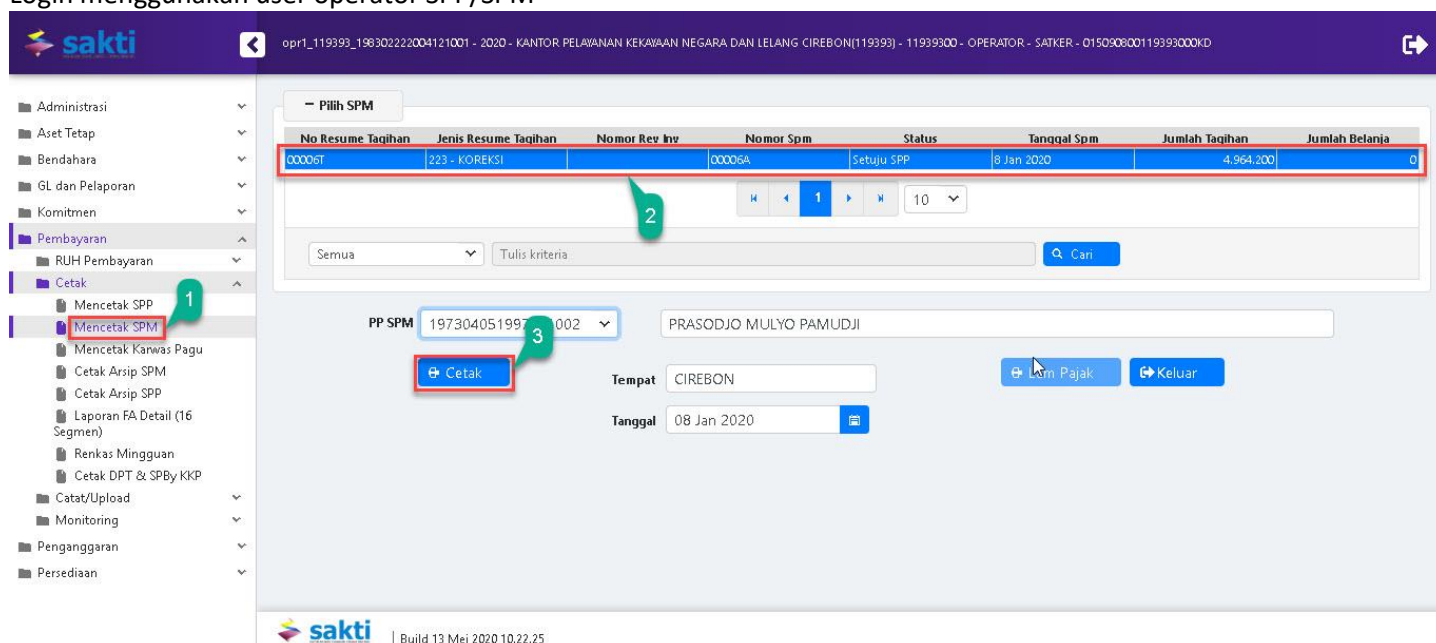 Login menggunakan user operator SPP/SPM
sakti
opr1_119393_198302222004121001 - 2020 - KANTOR PELAYANAN KEKAYAAN NEGARA DAN LELANG CIREBON(119393) - 11939300 - OPERATOR - SATKER - 015090800119393000KD
Administrasi
Aset Tetap
Bendahara
GL dan Pelaporan
Komitmen
Pembayaran
RUH Pembayaran
Cetak
Mencetak SPP
1
Mencetak SPM
Mencetak Karwas Pagu
Cetak Arsip SPM
Cetak Arsip SPP
Laporan FA Detail (16
Segmen)
Renkas Mingguan
Cetak DPT & SPBy KKP
Catat/Upload
Monitoring
Penganggaran
Persediaan
Pilih SPM
No Resume Tagihan Jenis Resume Tagihan Nomor Rev Inv Nomor Spm Status Tanggal Spm Jumlah Tagihan Jumlah Belanja
00006T 223 - KOREKSI 00006A Setuju SPP 8 Jan 2020 4.964.200 0
2
1 10
Semua Tulis kriteria Cari
PP SPM 197304051997 002 PRASODJO MULYO PAMUDJI
3
Cetak Pajak Keluar
Tempat CIREBON
Tanggal 08 Jan 2020
sakti | Build 13 Mei 2020 10.22.25